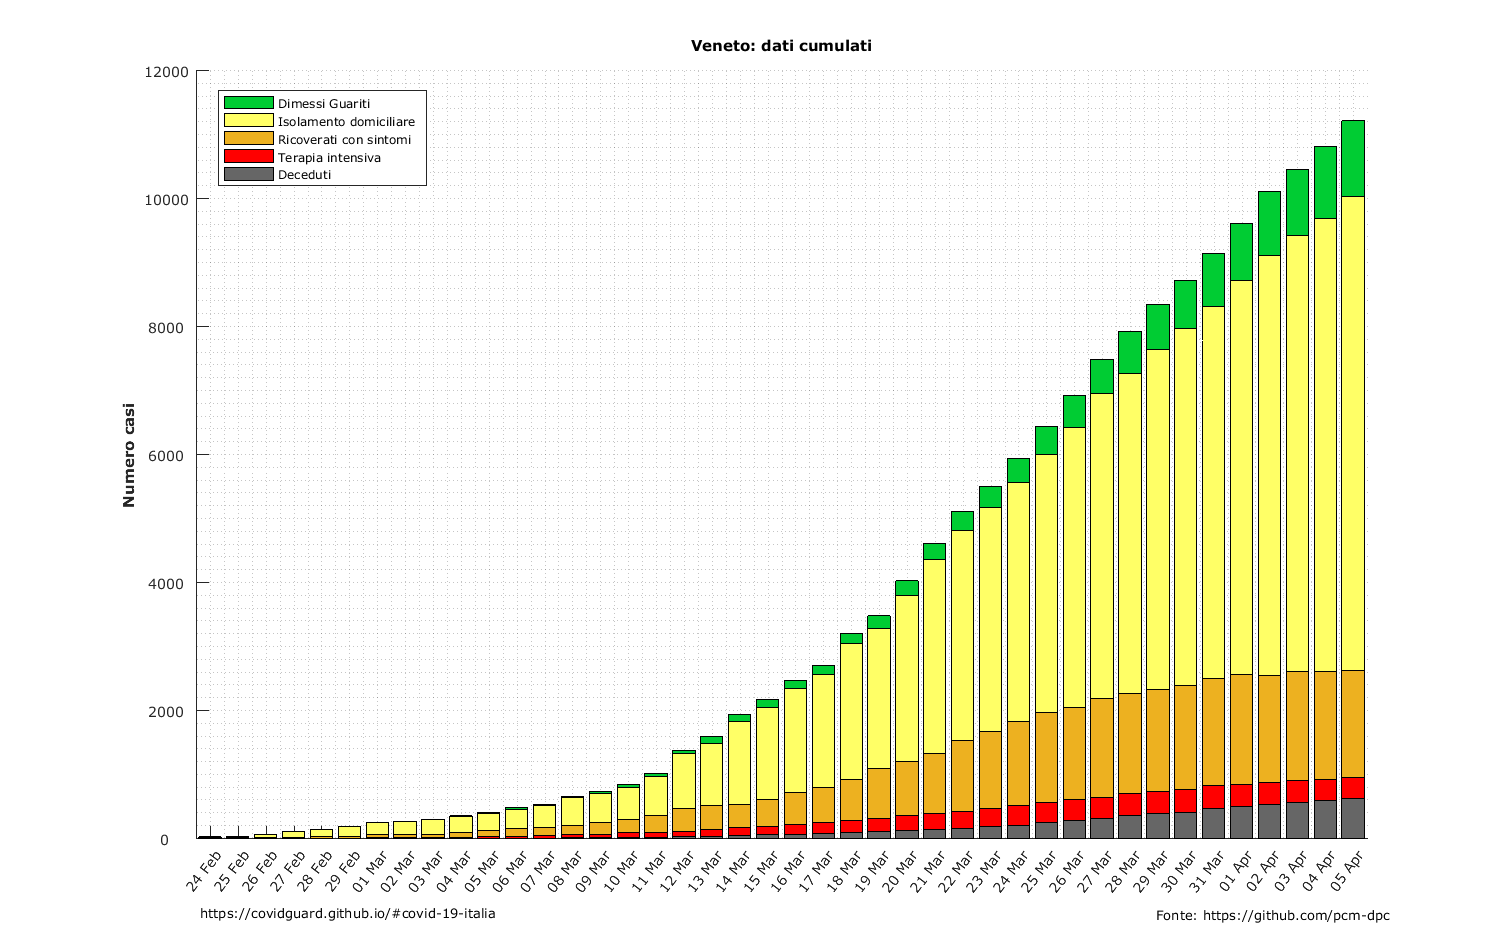 Veneto: dati cumulati
12000
10000
8000
6000
4000
2000
0
Numero casi
Dimessi Guariti
Isolamento domiciliare
Ricoverati con sintomi
Terapia intensiva
Deceduti
24 Feb
25 Feb
26 Feb
27 Feb
28 Feb
29 Feb
01 Mar
02 Mar
03 Mar
04 Mar
05 Mar
06 Mar
07 Mar
08 Mar
09 Mar
10 Mar
11 Mar
12 Mar
13 Mar
14 Mar
15 Mar
16 Mar
17 Mar
18 Mar
19 Mar
20 Mar
21 Mar
22 Mar
23 Mar
24 Mar
25 Mar
26 Mar
27 Mar
28 Mar
29 Mar
30 Mar
31 Mar
01 Apr
02 Apr
03 Apr
04 Apr
05 Apr
https://covidguard.github.io/#covid-19-italia
Fonte: https://github.com/pcm-dpc